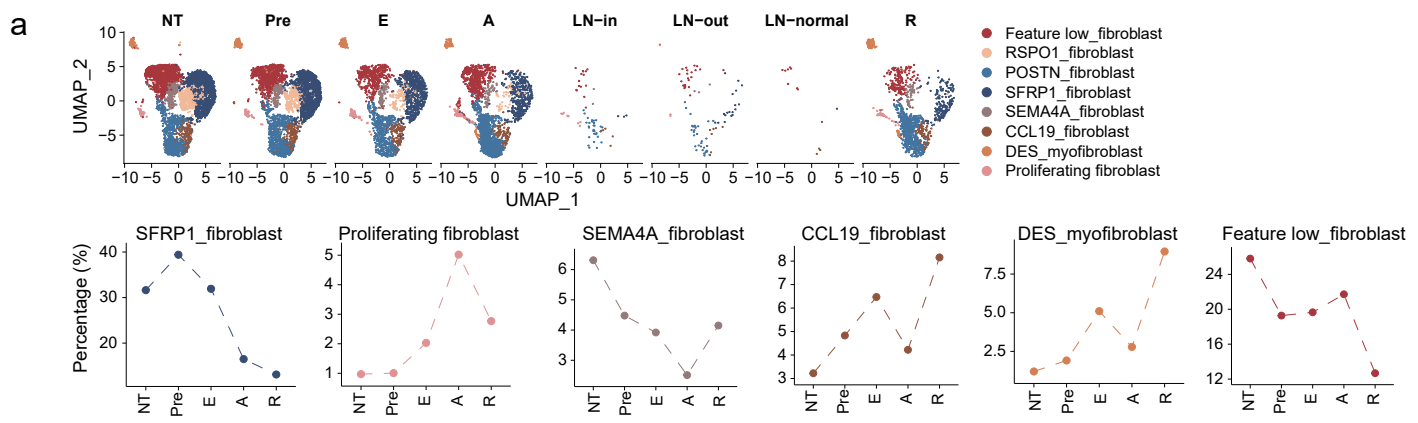 a
NT Pre E A LN−in LN−out LN−normal R
UMAP_2
10
5
0
−5
−10 −5 0 5 −10 −5 0 5 −10 −5 0 5 −10 −5 0 5 −10 −5 0 5 −10 −5 0 5 −10 −5 0 5 −10 −5 0 5
UMAP_1
Feature low_fibroblast
RSPO1_fibroblast
POSTN_fibroblast
SFRP1_fibroblast
SEMA4A_fibroblast
CCL19_fibroblast
DES_myofibroblast
Proliferating fibroblast
Percentage (%)
SFRP1_fibroblast
40
30
20
NT Pre E A R
Proliferating fibroblast
5
4
3
2
1
NT Pre E A R
SEMA4A_fibroblast
6
5
4
3
NT Pre E A R
CCL19_fibroblast
8
7
6
5
4
3
NT Pre E A R
DES_myofibroblast
7.5
5.0
2.5
NT Pre E A R
Feature low_fibroblast
24
20
16
12
NT Pre E A R